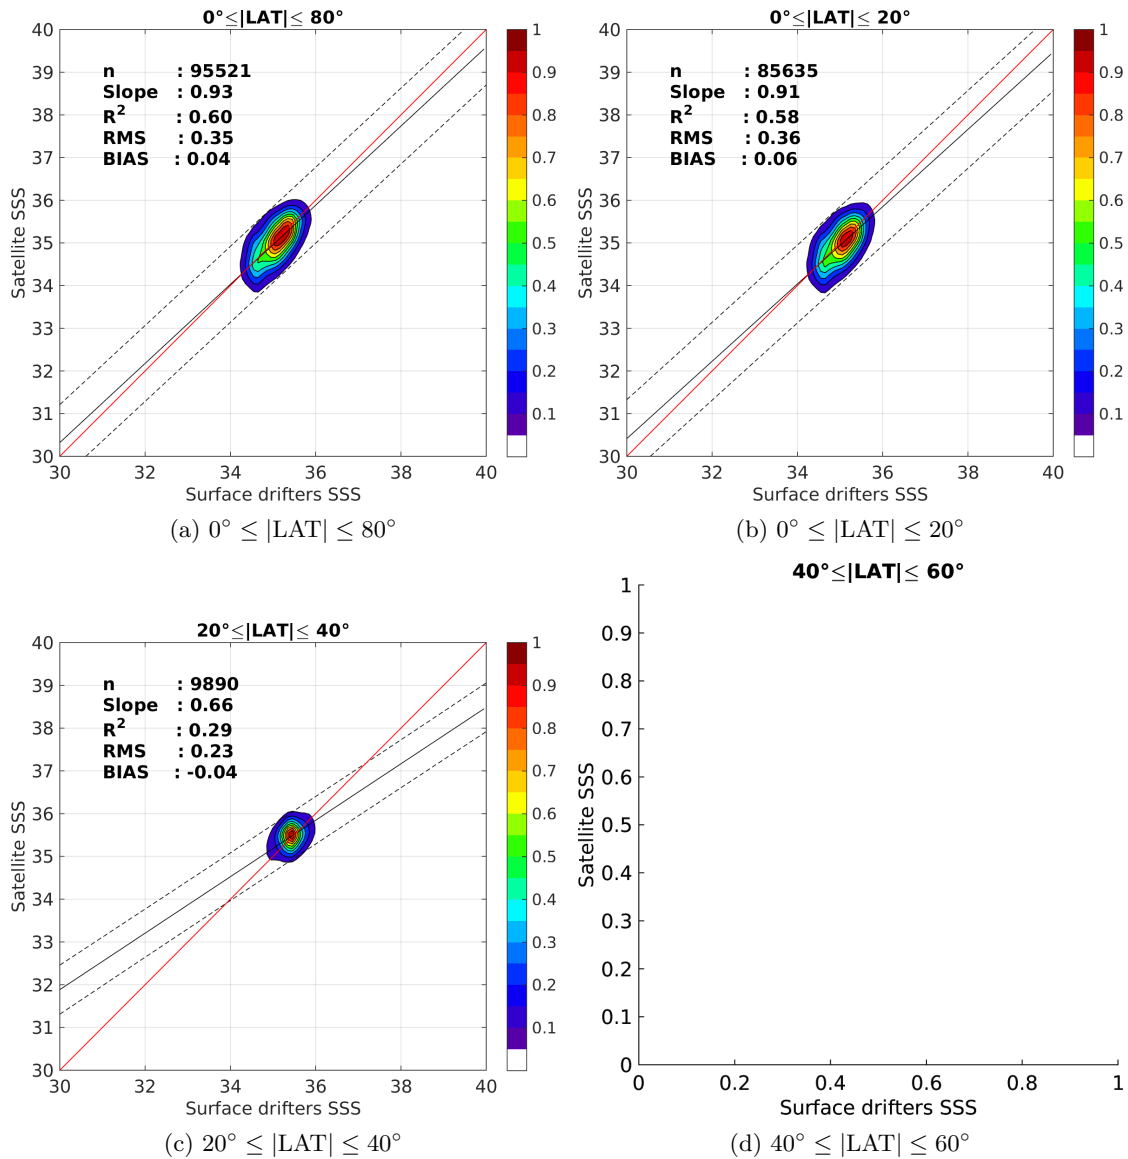 0°≤|LAT|≤ 80°
n : 95521
Slope : 0.93
R² : 0.60
RMS : 0.35
BIAS : 0.04
40
39
38
37
36
35
34
33
32
31
30
30 32 34 36 38 40
1
0.9
0.8
0.7
0.6
0.5
0.4
0.3
0.2
0.1
Satellite SSS
Surface drifters SSS
(a) 0° ≤ |LAT| ≤ 80°
0°≤|LAT|≤ 20°
n : 85635
Slope : 0.91
R² : 0.58
RMS : 0.36
BIAS : 0.06
40
39
38
37
36
35
34
33
32
31
30
30 32 34 36 38 40
1
0.9
0.8
0.7
0.6
0.5
0.4
0.3
0.2
0.1
Satellite SSS
Surface drifters SSS
(b) 0° ≤ |LAT| ≤ 20°
20°≤|LAT|≤ 40°
n : 9890
Slope : 0.66
R² : 0.29
RMS : 0.23
BIAS : -0.04
40
39
38
37
36
35
34
33
32
31
30
30 32 34 36 38 40
1
0.9
0.8
0.7
0.6
0.5
0.4
0.3
0.2
0.1
Satellite SSS
Surface drifters SSS
(c) 20° ≤ |LAT| ≤ 40°
40°≤|LAT|≤ 60°
1
0.9
0.8
0.7
0.6
0.5
0.4
0.3
0.2
0.1
0
0 0.2 0.4 0.6 0.8 1
Satellite SSS
Surface drifters SSS
(d) 40° ≤ |LAT| ≤ 60°